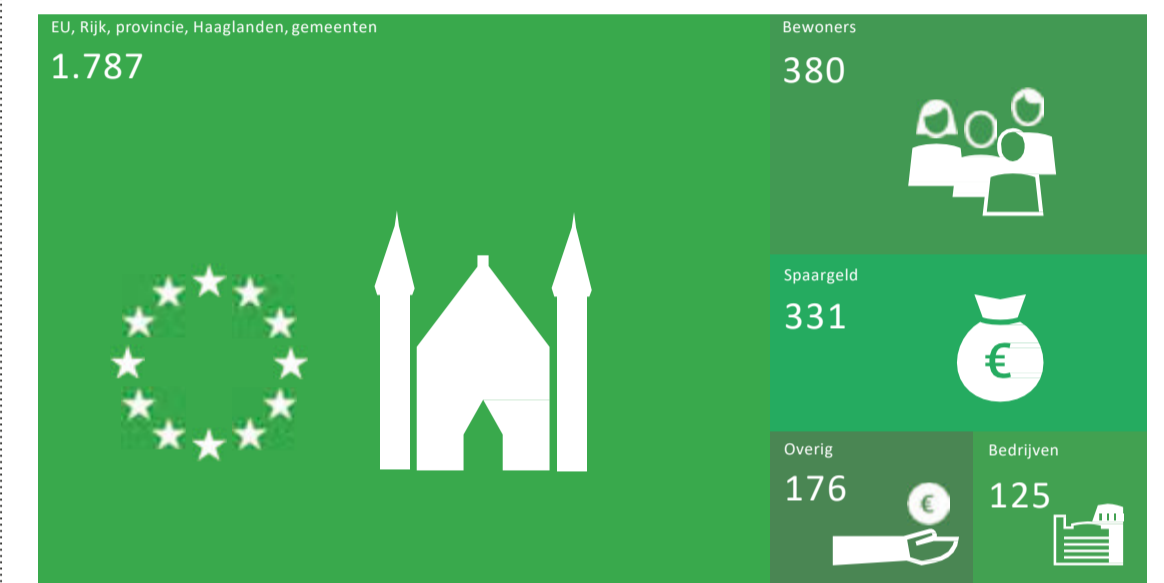 EU, Rijk, provincie, Haaglanden, gemeenten
1.787
Bewoners
380
Spaargeld
331
€
Overig
176
€
Bedrijven
125